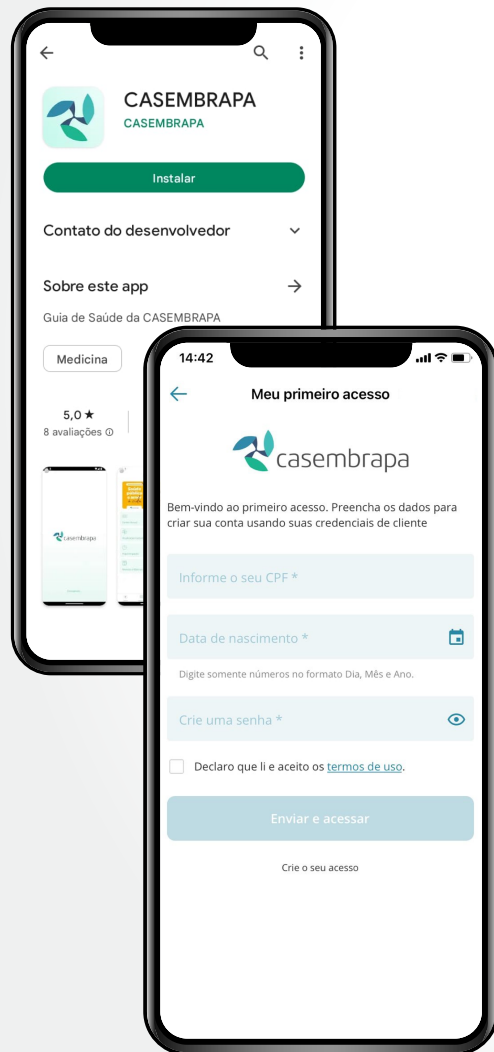 CASEMBRAPA
CASEMBRAPA
Instalar
Contato do desenvolvedor
Sobre este app
Guia de Saúde da CASEMBRAPA
Medicina
5,0 ★
8 avaliações
casembrapa
14:42
Meu primeiro acesso
casembrapa
Bem-vindo ao primeiro acesso. Preencha os dados para
criar sua conta usando suas credenciais de cliente
Informe o seu CPF *
Data de nascimento *
Digite somente números no formato Dia, Mês e Ano.
Crie uma senha *
Declaro que li e aceito os termos de uso.
Enviar e acessar
Crie o seu acesso